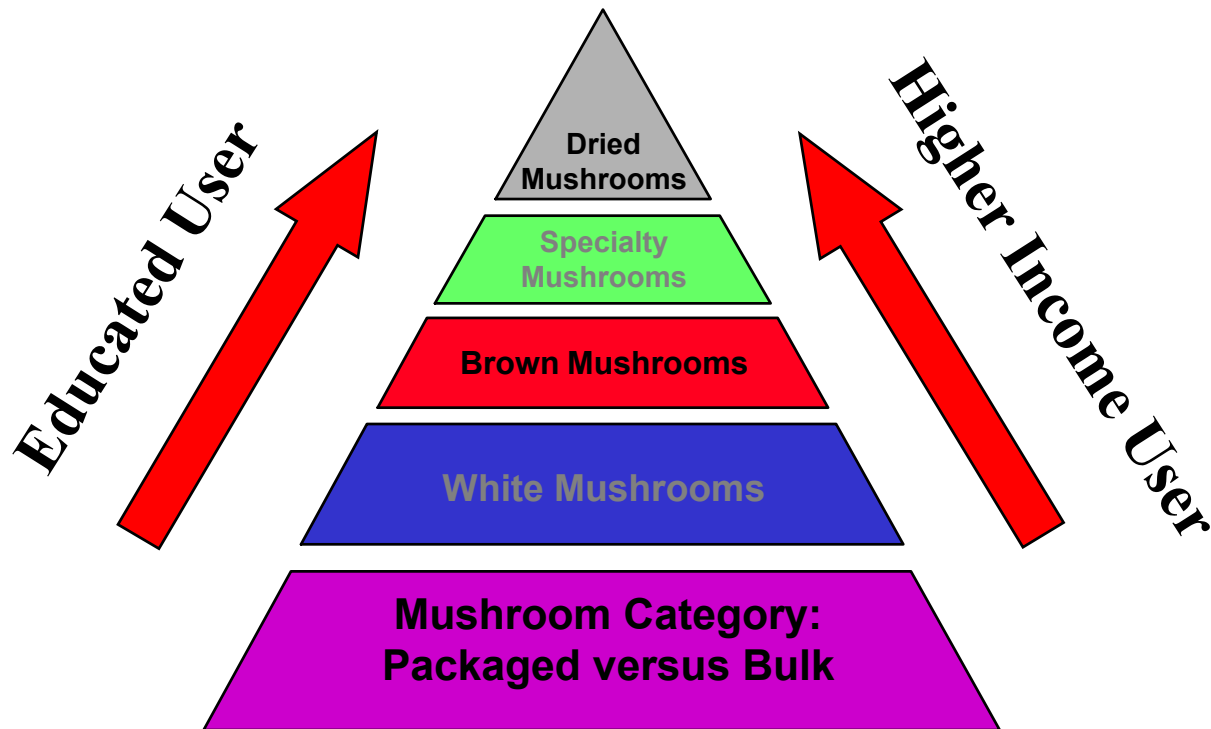 Dried
Mushrooms
Specialty
Mushrooms
Brown Mushrooms
White Mushrooms
Mushroom Category:
Packaged versus Bulk
Educated User
Higher Income User